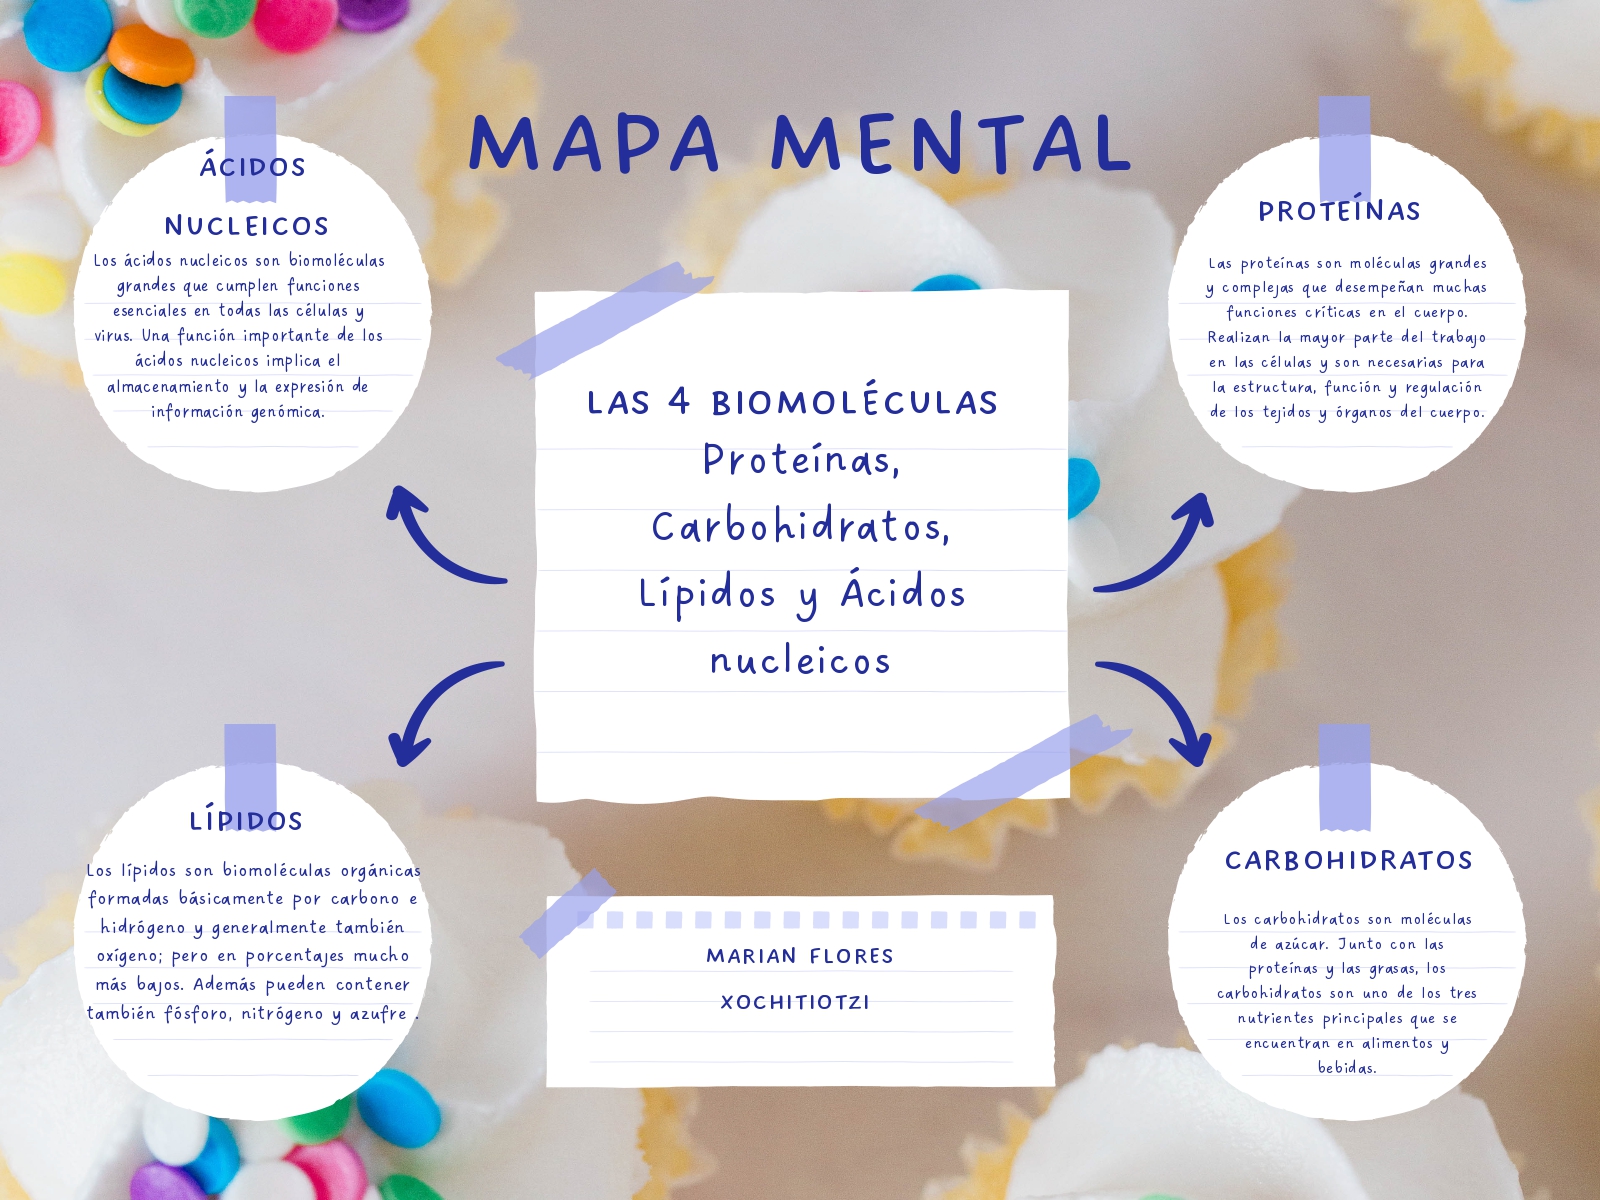 MAPA MENTAL
ÁCIDOS
NUCLEICOS
Los ácidos nucleicos son biomoléculas
grandes que cumplen funciones
esenciales en todas las células y
virus. Una función importante de los
ácidos nucleicos implica el
almacenamiento y la expresión de
información genómica.
PROTEÍNAS
Las proteínas son moléculas grandes
y complejas que desempeñan muchas
funciones críticas en el cuerpo.
Realizan la mayor parte del trabajo
en las células y son necesarias para
la estructura, función y regulación
de los tejidos y órganos del cuerpo.
LAS 4 BIOMOLÉCULAS
Proteínas,
Carbohidratos,
Lípidos y Ácidos
nucleicos
LÍPIDOS
Los lípidos son biomoléculas orgánicas
formadas básicamente por carbono e
hidrógeno y generalmente también
oxígeno; pero en porcentajes mucho
más bajos. Además pueden contener
también fósforo, nitrógeno y azufre .
CARBOHIDRATOS
Los carbohidratos son moléculas
de azúcar. Junto con las
proteínas y las grasas, los
carbohidratos son uno de los tres
nutrientes principales que se
encuentran en alimentos y
bebidas.
MARIAN FLORES
XOCHITIOTZI